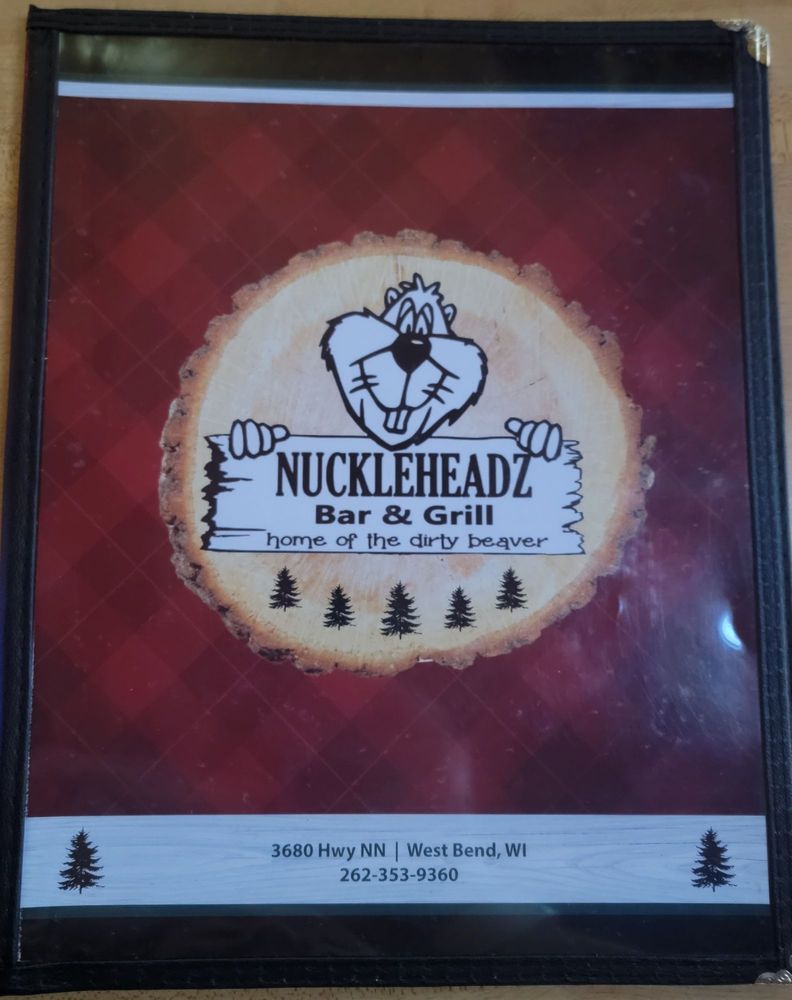 NUCKLEHEADZ
Bar & Grill
home of the dirty beaver
3680 Hwy NN | West Bend, WI
262-353-9360